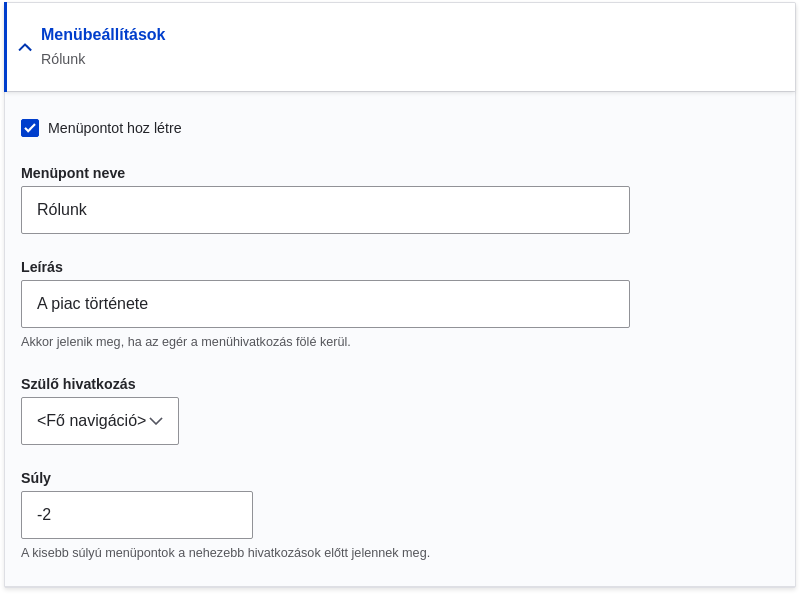 Menübeállítások
Rólunk
Menüpontot hoz létre
Menüpont neve
Rólunk
Leírás
A piac története
Akkor jelenik meg, ha az egér a menühivatkozás fölé kerül.
Szülő hivatkozás
<Fő navigáció>
Súly
-2
A kisebb súlyú menüpontok a nehezebb hivatkozások előtt jelennek meg.